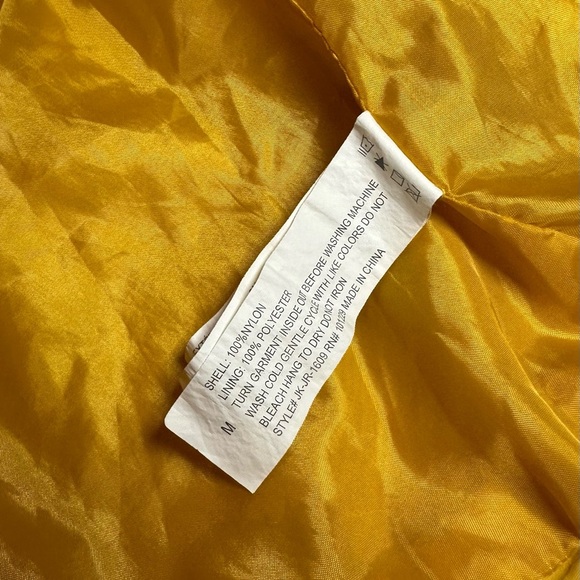 SHELL: 100%NYLON
LINING: 100% POLYESTER
TURN GARMENT INSIDE OUT BEFORE WASHING MACHINE
WASH COLD GENTLE CYCLE WITH LIKE COLORS DO NOT
BLEACH HANG TO DRY DO NOT IRON
STYLE# JK-JR-1609 RN# 101209 MADE IN CHINA
M